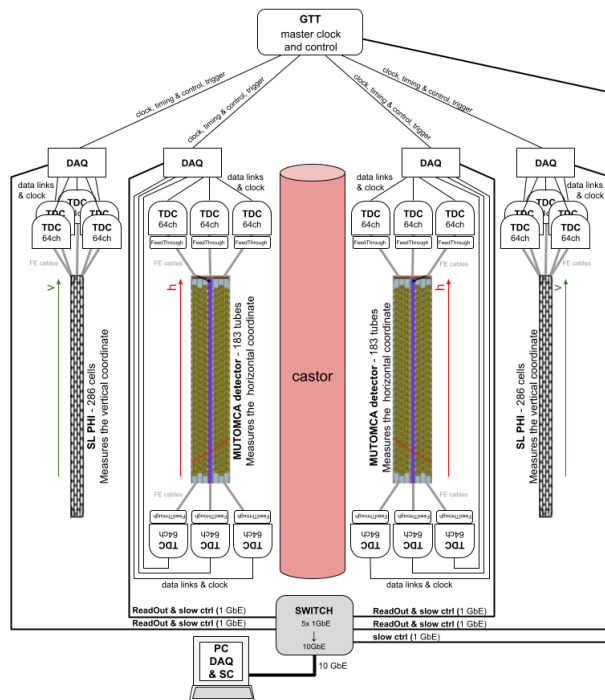 GTT
master clock
and control
clock, timing & control, trigger
clock, timing & control, trigger
clock, timing & control, trigger
clock, timing & control, trigger
DAQ
DAQ
DAQ
DAQ
data links
& clock
data links
& clock
data links
& clock
data links
& clock
TDC
TDC
TDC
64ch
TDC
64ch
TDC
64ch
TDC
64ch
TDC
64ch
TDC
64ch
TDC
64ch
TDC
64ch
TDC
TDC
TDC
64ch
TDC
64ch
FeedThrough
FeedThrough
FeedThrough
FeedThrough
FeedThrough
FeedThrough
FE cables
FE cables
FE cables
FE cables
v
h
h
v
SL PHI - 286 cells
Measures the vertical coordinate
MUTOMCA detector - 183 tubes
Measures the horizontal coordinate
castor
MUTOMCA detector - 183 tubes
Measures the horizontal coordinate
SL PHI - 286 cells
Measures the vertical coordinate
FE cables
FE cables
FeedThrough
FeedThrough
FeedThrough
FeedThrough
FeedThrough
FeedThrough
TDC
64ch
TDC
64ch
TDC
64ch
TDC
64ch
TDC
64ch
TDC
64ch
data links & clock
data links & clock
ReadOut & slow ctrl (1 GbE)
ReadOut & slow ctrl (1 GbE)
SWITCH
5x 1GbE
↓
10GbE
ReadOut & slow ctrl (1 GbE)
ReadOut & slow ctrl (1 GbE)
slow ctrl (1 GbE)
10 GbE
PC
DAQ
& SC